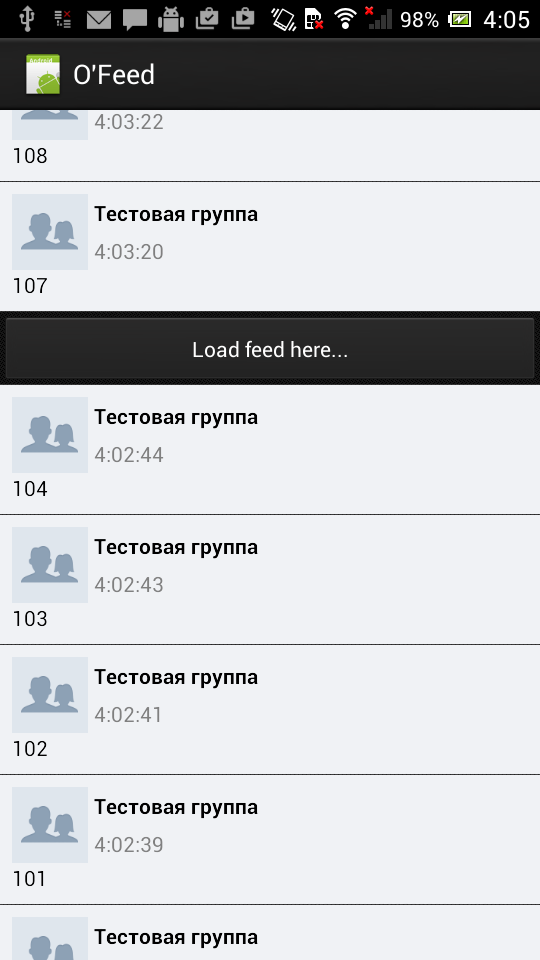 98% 4:05
O'Feed
4:03:22
108
Тестовая группа
4:03:20
107
Load feed here...
Тестовая группа
4:02:44
104
Тестовая группа
4:02:43
103
Тестовая группа
4:02:41
102
Тестовая группа
4:02:39
101
Тестовая группа